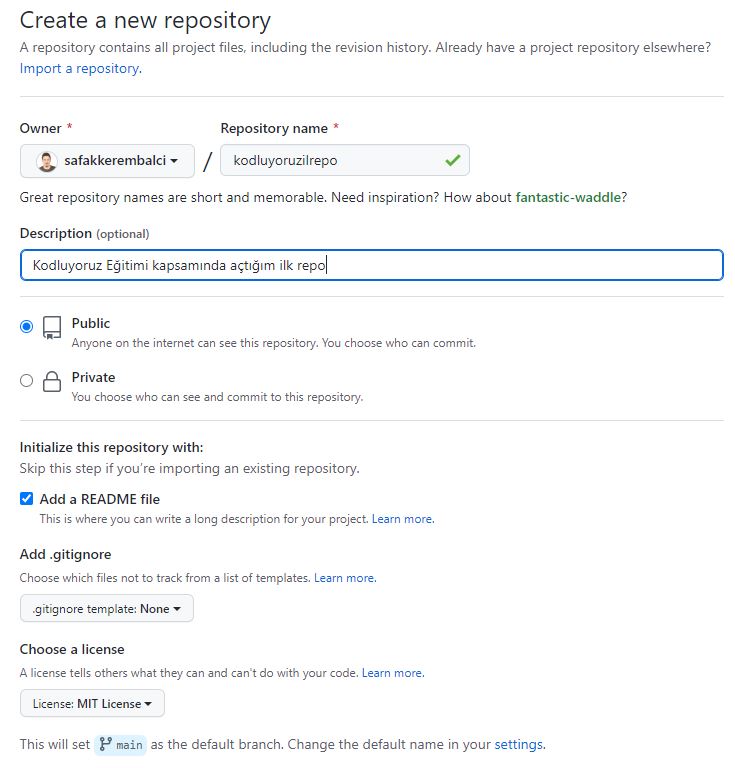 Create a new repository
A repository contains all project files, including the revision history. Already have a project repository elsewhere?
Import a repository.
Owner * Repository name *
safakkerembalci / kodluyoruzilrepo
Great repository names are short and memorable. Need inspiration? How about fantastic-waddle?
Description (optional)
Kodluyoruz Eğitimi kapsamında açtığım ilk repo
Public
Anyone on the internet can see this repository. You choose who can commit.
Private
You choose who can see and commit to this repository.
Initialize this repository with:
Skip this step if you're importing an existing repository.
Add a README file
This is where you can write a long description for your project. Learn more.
Add .gitignore
Choose which files not to track from a list of templates. Learn more.
.gitignore template: None
Choose a license
A license tells others what they can and can't do with your code. Learn more.
License: MIT License
This will set main as the default branch. Change the default name in your settings.